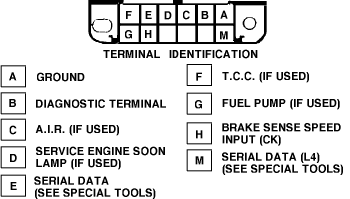 F E D C B A
G H M
TERMINAL IDENTIFICATION
A GROUND
B DIAGNOSTIC TERMINAL
C A.I.R. (IF USED)
D SERVICE ENGINE SOON
LAMP (IF USED)
E SERIAL DATA
(SEE SPECIAL TOOLS)
F T.C.C. (IF USED)
G FUEL PUMP (IF USED)
H BRAKE SENSE SPEED
INPUT (CK)
M SERIAL DATA (L4)
(SEE SPECIAL TOOLS)